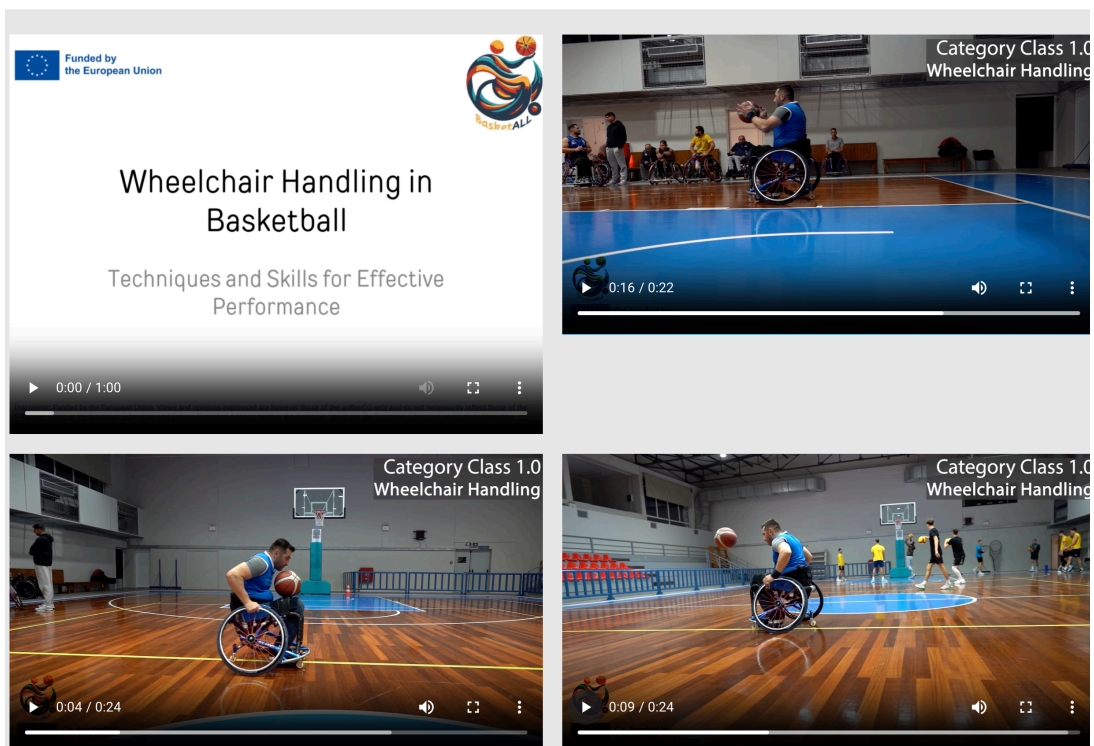 Funded by
the European Union
BasketALL
Wheelchair Handling in
Basketball
Techniques and Skills for Effective
Performance
0:00 / 1:00
Category Class 1.0
Wheelchair Handling
0:16 / 0:22
Category Class 1.0
Wheelchair Handling
0:04 / 0:24
Category Class 1.0
Wheelchair Handling
0:09 / 0:24